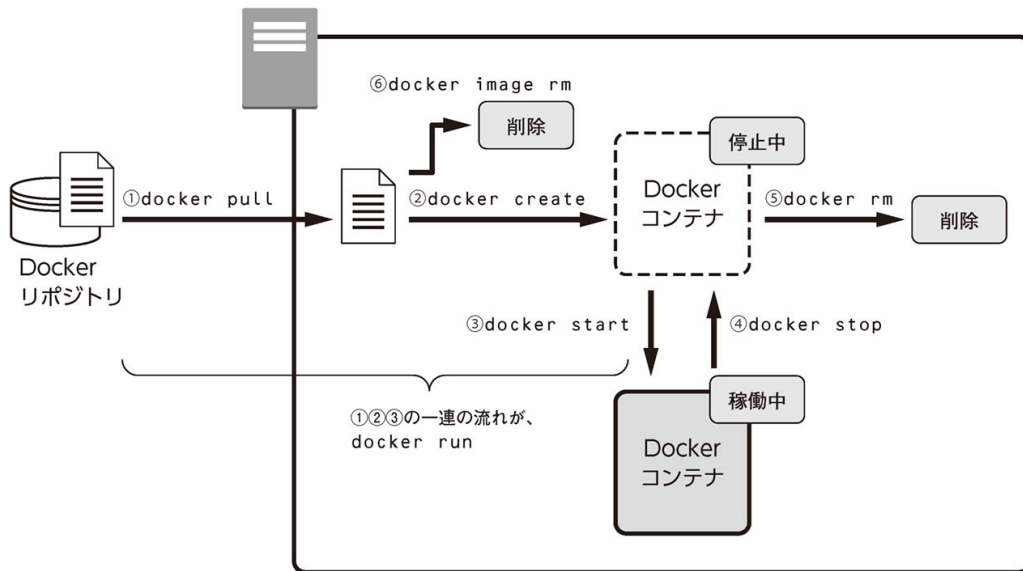 ⑥docker image rm
削除
停止中
①docker pull
②docker create
Docker
コンテナ
⑤docker rm
削除
Docker
リポジトリ
③docker start
④docker stop
①②③の一連の流れが、
docker run
稼働中
Docker
コンテナ